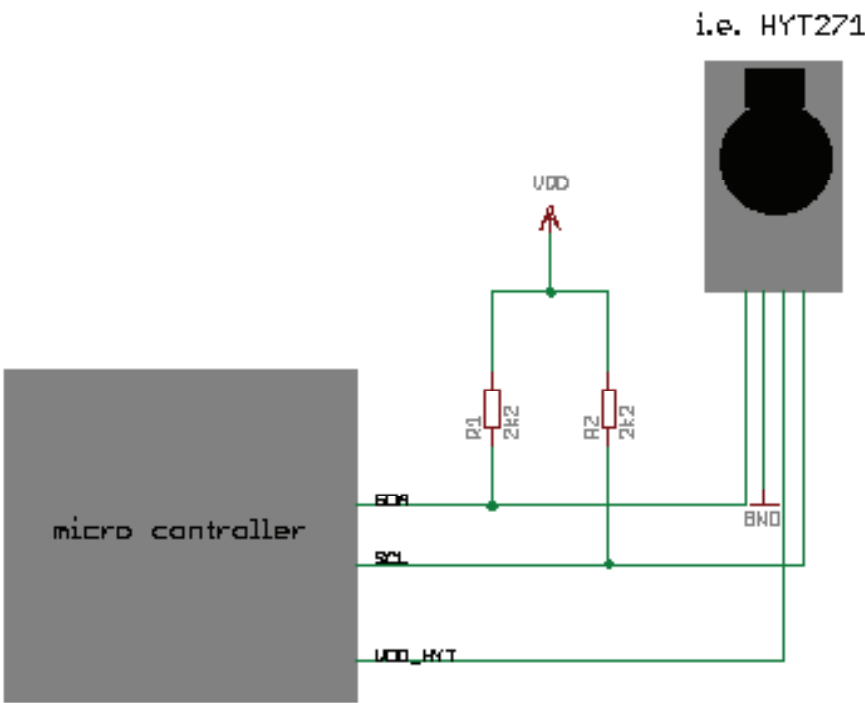 i.e. HYT271
VDD
R1
2k2
R2
2k2
SDA
GND
micro controller
SCL
VDD_HYT